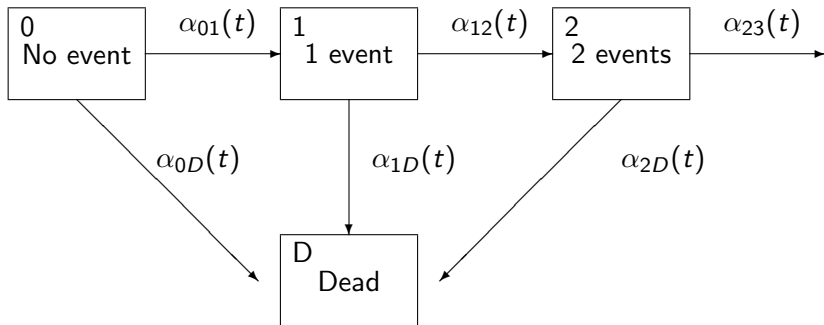 0
No event
α01(t)
1
1 event
α12(t)
2
2 events
α23(t)
α0D(t)
α1D(t)
α2D(t)
D
Dead